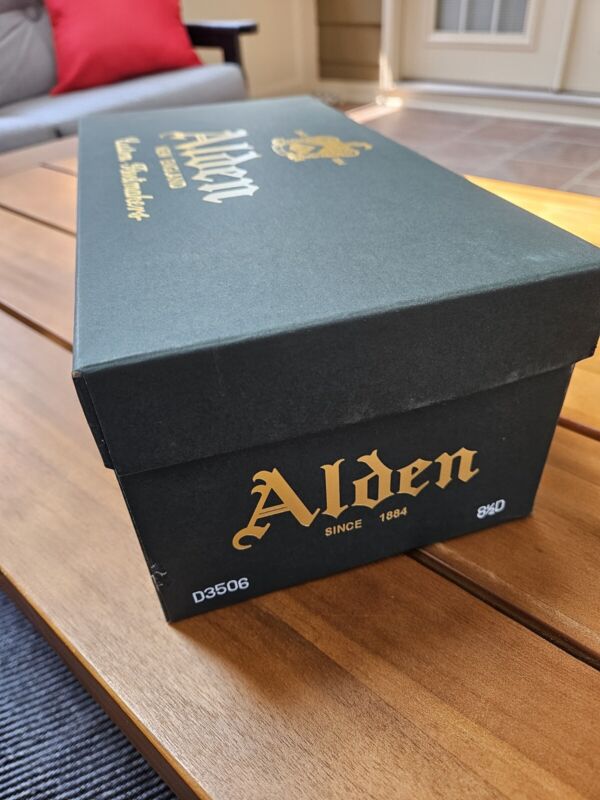 Alden
NEW ENGLAND
Custom Shoemakers
Alden
SINCE 1884
D3506
8½D